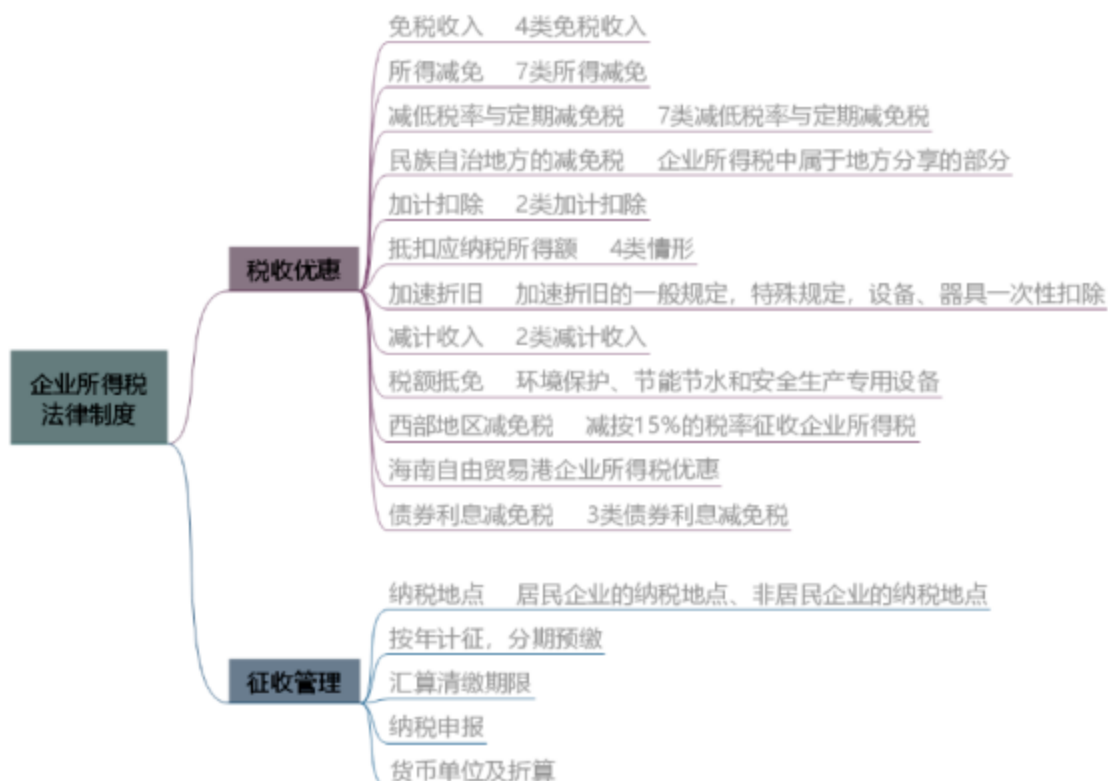 免税收入 4类免税收入
所得减免 7类所得减免
减低税率与定期减免税 7类减低税率与定期减免税
民族自治地方的减免税 企业所得税中属于地方分享的部分
加计扣除 2类加计扣除
抵扣应纳税所得额 4类情形
税收优惠
加速折旧 加速折旧的一般规定，特殊规定，设备、器具一次性扣除
减计收入 2类减计收入
税额抵免 环境保护、节能节水和安全生产专用设备
企业所得税
法律制度
西部地区减免税 减按15%的税率征收企业所得税
海南自由贸易港企业所得税优惠
债券利息减免税 3类债券利息减免税
纳税地点 居民企业的纳税地点、非居民企业的纳税地点
按年计征，分期预缴
征收管理
汇算清缴期限
纳税申报
货币单位及折算